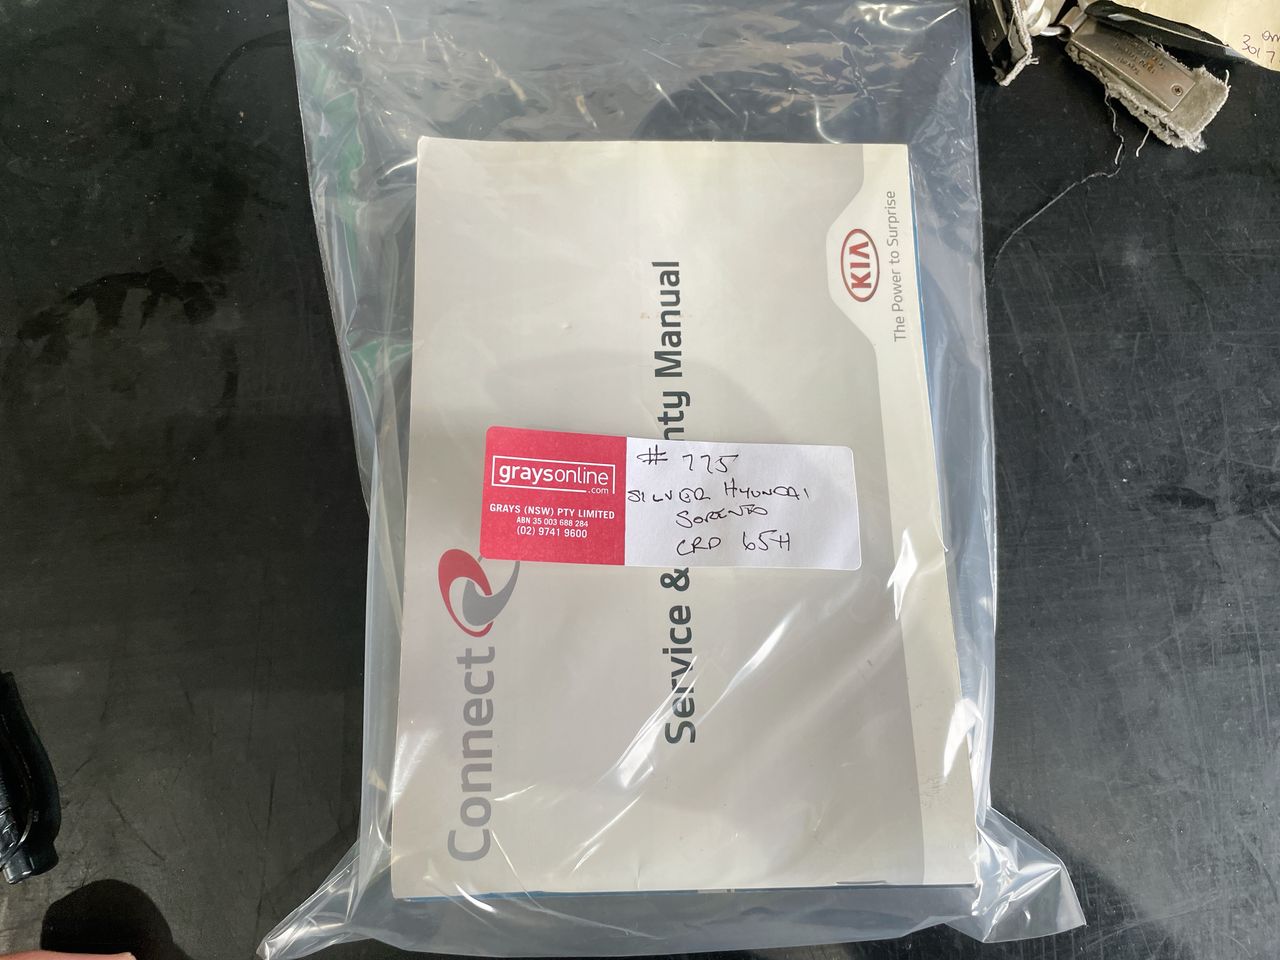 Connect
Service & nty Manual
KIA
The Power to Surprise
graysonline
.com
GRAYS (NSW) PTY LIMITED
ABN 35 003 688 284
(02) 9741 9600
# 775
SILVER HYUNDAI
SORENTO
CRD 65H